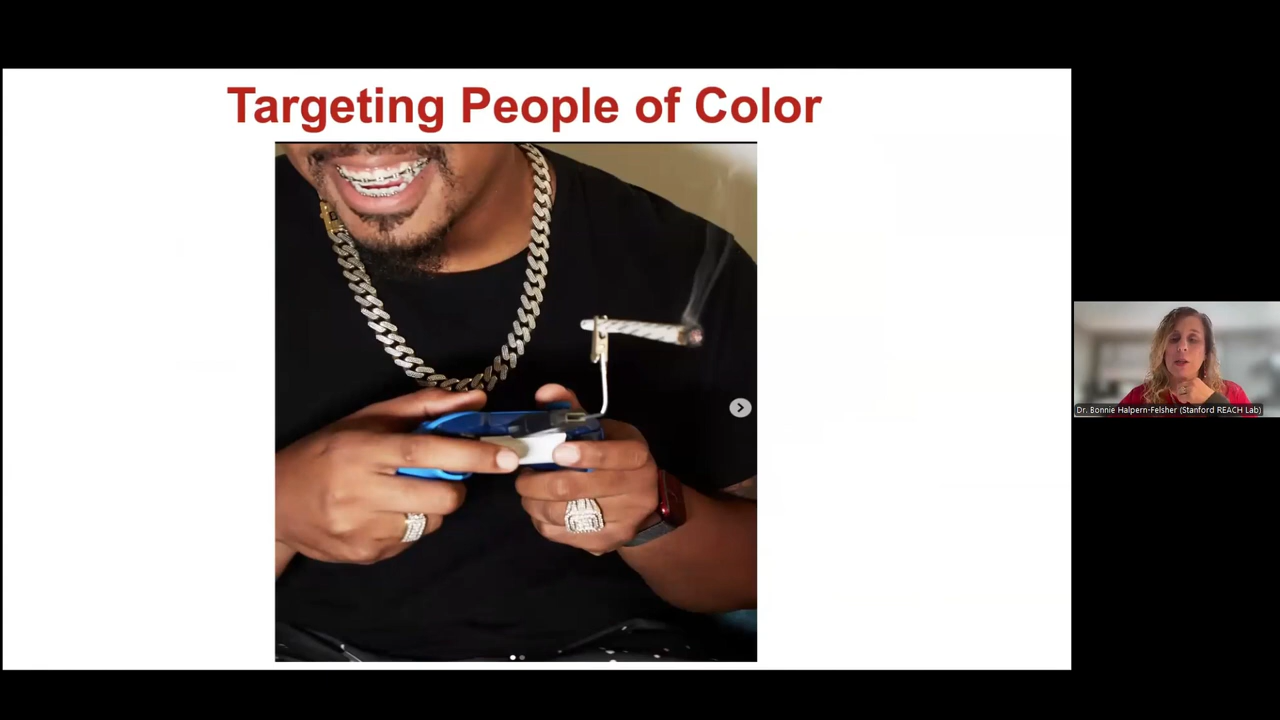 Targeting People of Color
Dr. Bonnie Halpern-Felsher (Stanford REACH Lab)